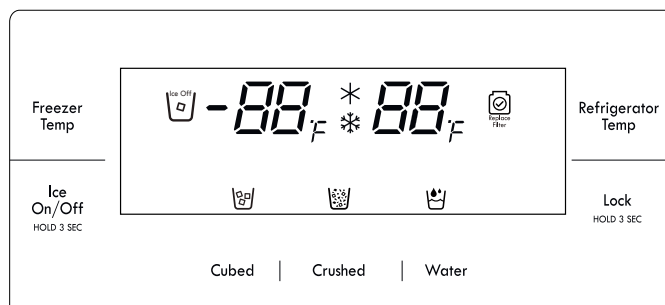 Freezer
Temp
Ice Off
-88°F
88°F
Replace
Filter
Refrigerator
Temp
Ice
On/Off
HOLD 3 SEC
Lock
HOLD 3 SEC
Cubed | Crushed | Water